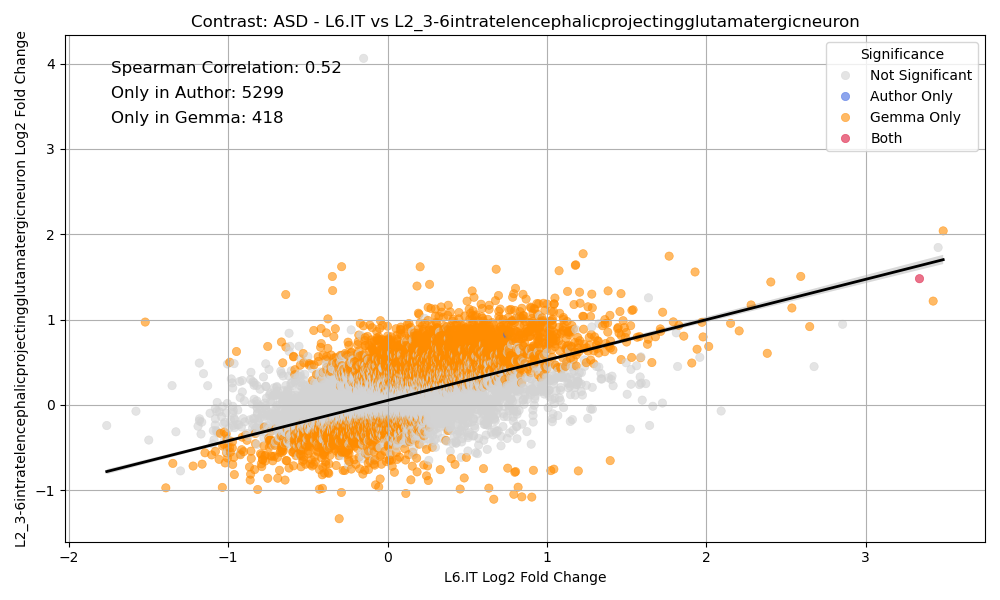 Contrast: ASD - L6.IT vs L2_3-6intratelencephalicprojectingglutamatergicneuron
L2_3-6intratelencephalicprojectingglutamatergicneuron Log2 Fold Change
4
3
2
1
0
−1
Spearman Correlation: 0.52
Only in Author: 5299
Only in Gemma: 418
Significance
Not Significant
Author Only
Gemma Only
Both
−2
−1
0
1
2
3
L6.IT Log2 Fold Change